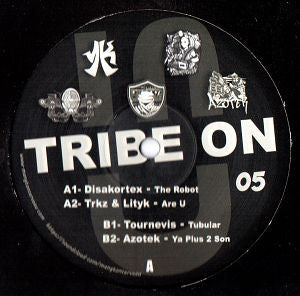 AZOTEK
TRIBE ON
05
A1- Disakortex - The Robot
A2- Trkz & Lityk - Are U
B1- Tournevis - Tubular
B2- Azotek - Ya Plus 2 Son
A